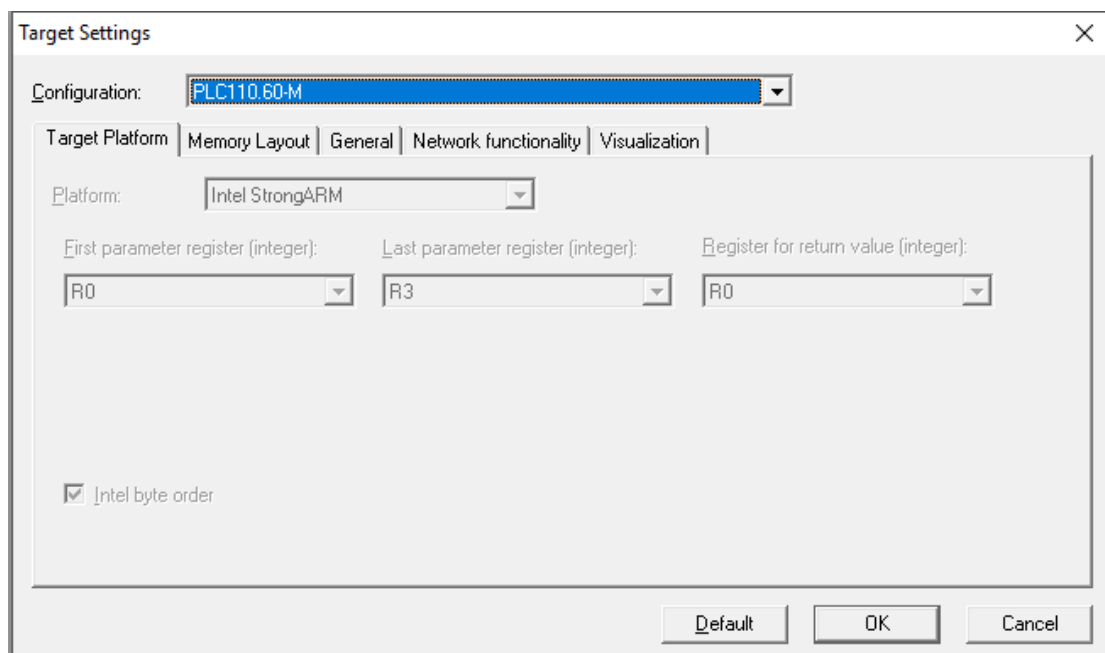 Target Settings
Configuration: PLC110.60-M
Target Platform Memory Layout General Network functionality Visualization
Platform: Intel StrongARM
First parameter register (integer): Last parameter register (integer): Register for return value (integer):
R0 R3 R0
Intel byte order
Default OK Cancel